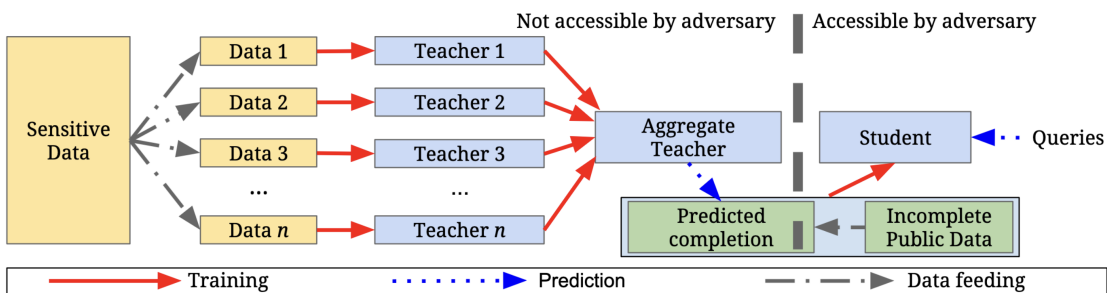 Not accessible by adversary
Accessible by adversary
Sensitive
Data
Data 1
Teacher 1
Data 2
Teacher 2
Data 3
Teacher 3
...
...
Data n
Teacher n
Aggregate
Teacher
Student
Queries
Predicted
completion
Incomplete
Public Data
Training
Prediction
Data feeding